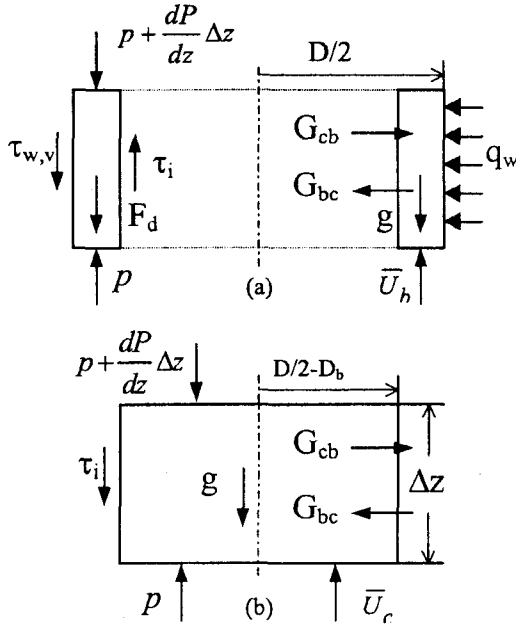 p + dP/dz Δz
D/2
τw,v
τi
Gcb
qw
Gbc
Fd
g
p
(a)
Ūb
p + dP/dz Δz
D/2-Db
τi
g
Gcb
Gbc
Δz
p
(b)
Ūc